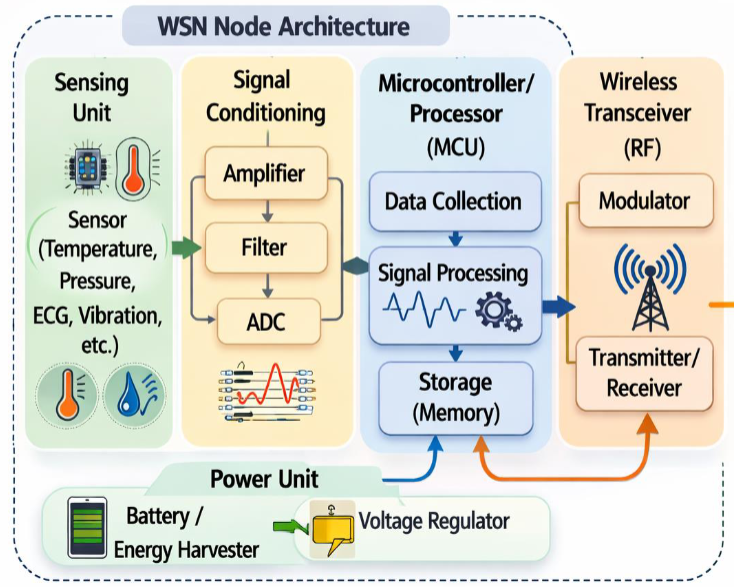 WSN Node Architecture
Sensing
Unit
Sensor
(Temperature,
Pressure,
ECG, Vibration,
etc.)
Signal
Conditioning
Amplifier
Filter
ADC
Microcontroller/
Processor
(MCU)
Data Collection
Signal Processing
Storage
(Memory)
Wireless
Transceiver
(RF)
Modulator
Transmitter/
Receiver
Power Unit
Battery /
Energy Harvester
Voltage Regulator